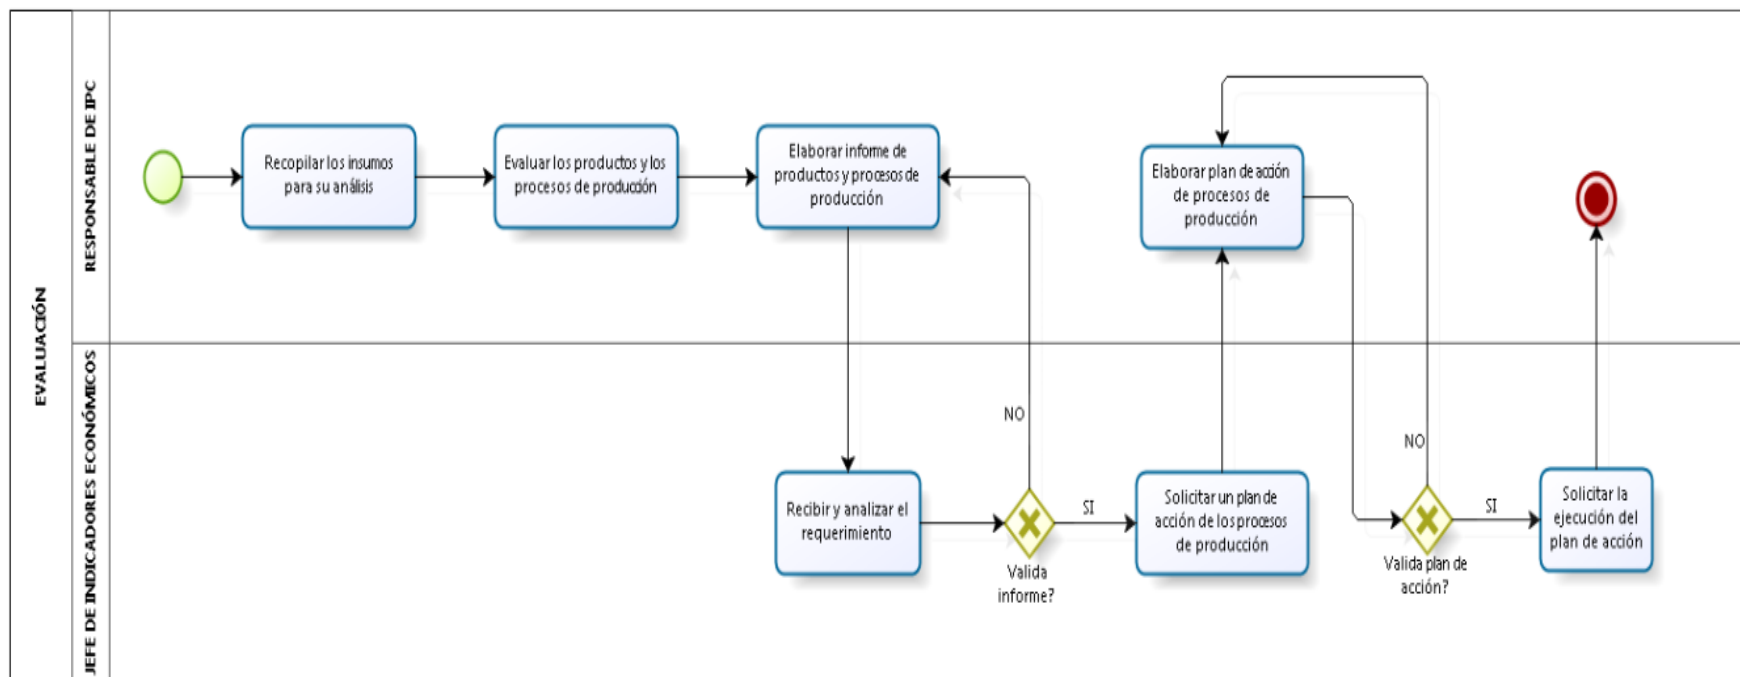 EVALUACIÓN
RESPONSABLE DE IPC
Recopilar los insumos
para su análisis
Evaluar los productos y los
procesos de producción
Elaborar informe de
productos y procesos de
producción
Elaborar plan de acción
de procesos de
producción
JEFE DE INDICADORES ECONÓMICOS
Recibir y analizar el
requerimiento
NO
SI
Valida
informe?
Solicitar un plan de
acción de los procesos
de producción
NO
SI
Valida plan de
acción?
Solicitar la
ejecución del
plan de acción